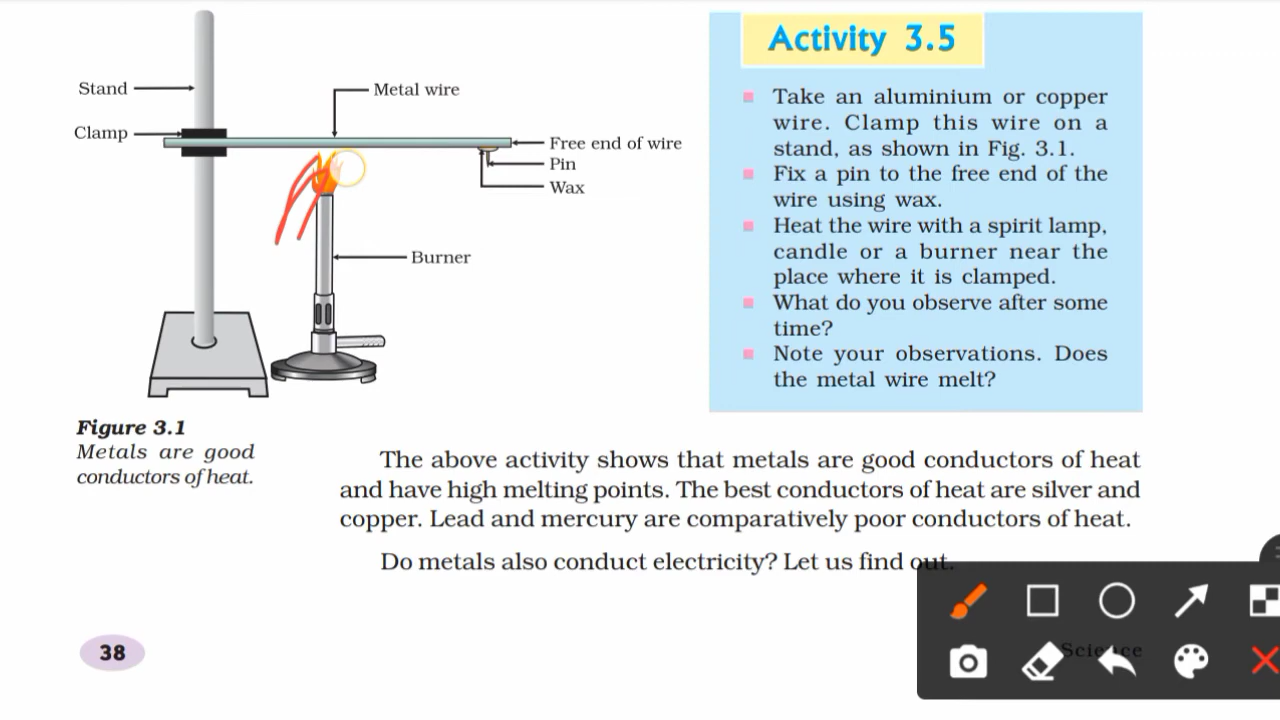 Stand
Clamp
Metal wire
Free end of wire
Pin
Wax
Burner
Figure 3.1
Metals are good
conductors of heat.
Activity 3.5
Take an aluminium or copper
wire. Clamp this wire on a
stand, as shown in Fig. 3.1.
Fix a pin to the free end of the
wire using wax.
Heat the wire with a spirit lamp,
candle or a burner near the
place where it is clamped.
What do you observe after some
time?
Note your observations. Does
the metal wire melt?
The above activity shows that metals are good conductors of heat
and have high melting points. The best conductors of heat are silver and
copper. Lead and mercury are comparatively poor conductors of heat.
Do metals also conduct electricity? Let us find out.
38
Science